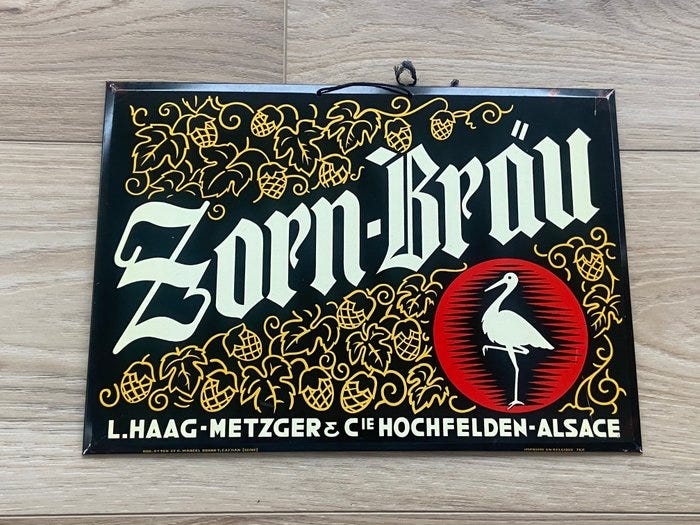 Zorn-Bräu
L.HAAG-METZGER & CIE HOCHFELDEN-ALSACE